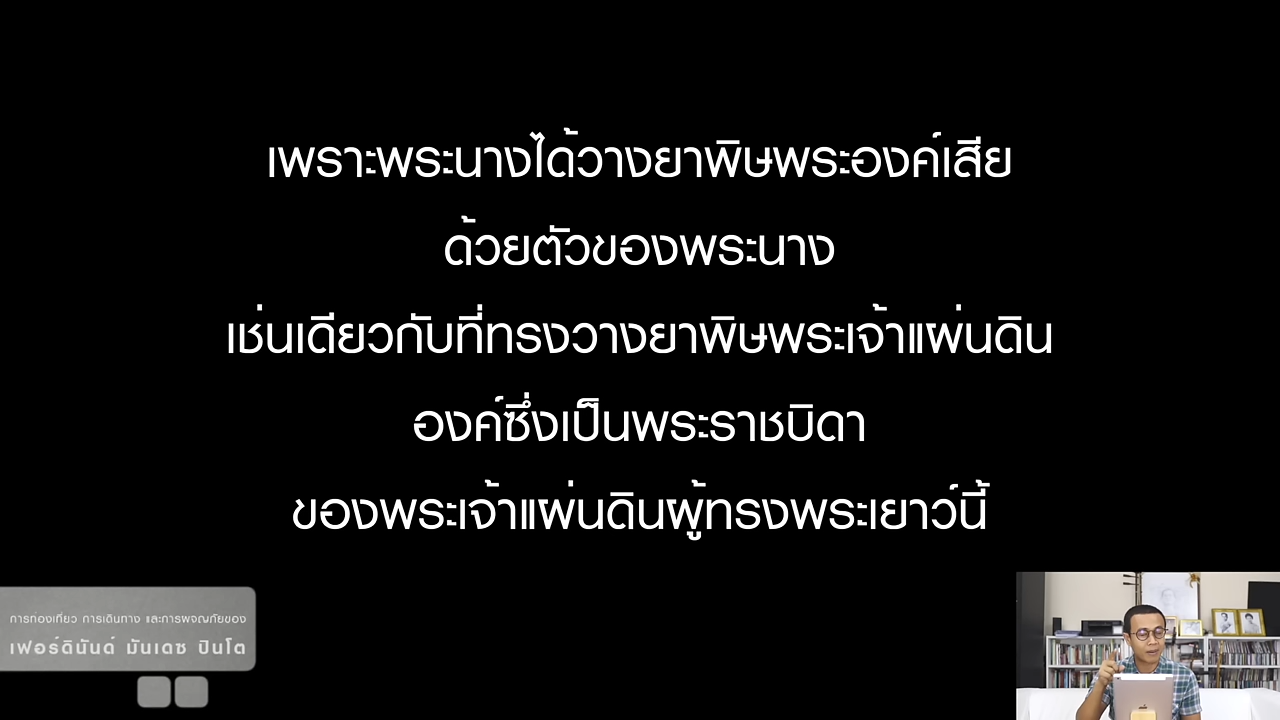 เพราะพระนางได้วางยาพิษพระองค์เสีย
ด้วยตัวของพระนาง
เช่นเดียวกับที่ทรงวางยาพิษพระเจ้าแผ่นดิน
องค์ซึ่งเป็นพระราชบิดา
ของพระเจ้าแผ่นดินผู้ทรงพระเยาว์นี้
การท่องเที่ยว การเดินทาง และการผจญภัยของ
เฟอร์ดินันด์ มันเดซ ปินโต